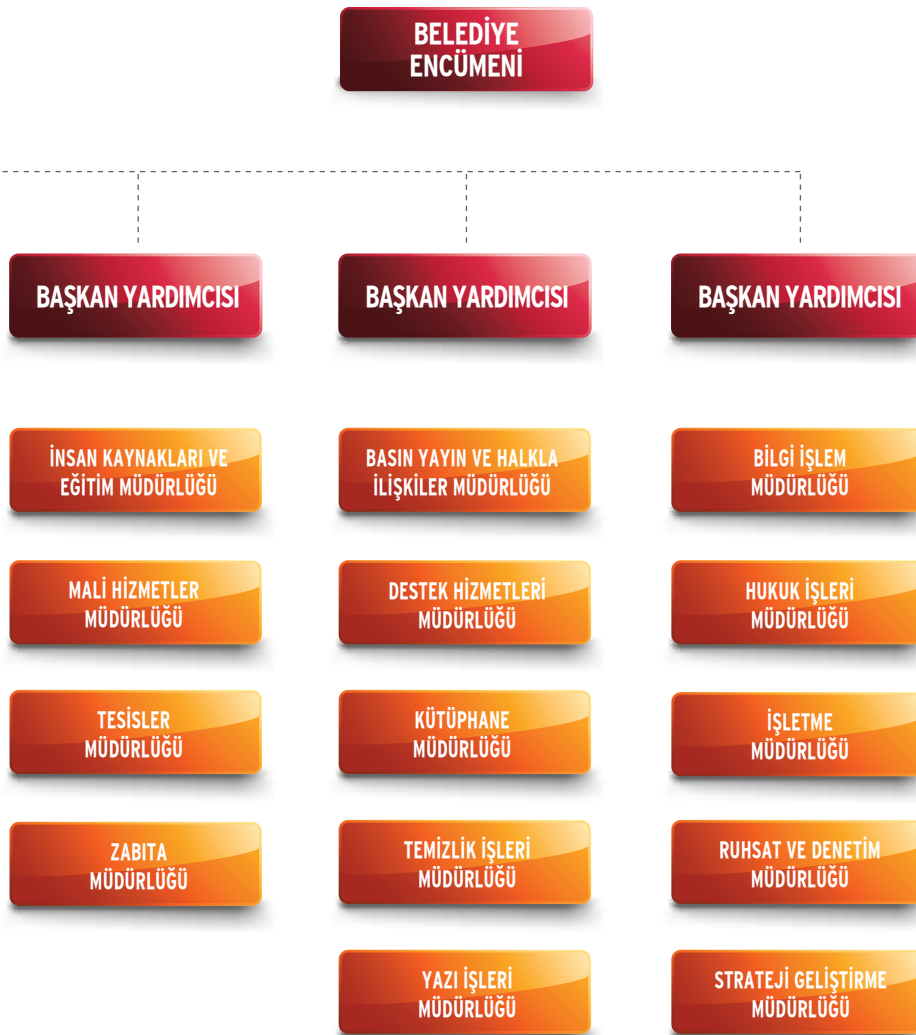 BELEDİYE
ENCÜMENİ
BAŞKAN YARDIMCISI
BAŞKAN YARDIMCISI
BAŞKAN YARDIMCISI
İNSAN KAYNAKLARI VE
EĞİTİM MÜDÜRLÜĞÜ
BASIN YAYIN VE HALKLA
İLİŞKİLER MÜDÜRLÜĞÜ
BİLGİ İŞLEM
MÜDÜRLÜĞÜ
MALİ HİZMETLER
MÜDÜRLÜĞÜ
DESTEK HİZMETLERİ
MÜDÜRLÜĞÜ
HUKUK İŞLERİ
MÜDÜRLÜĞÜ
TESİSLER
MÜDÜRLÜĞÜ
KÜTÜPHANE
MÜDÜRLÜĞÜ
İŞLETME
MÜDÜRLÜĞÜ
ZABITA
MÜDÜRLÜĞÜ
TEMİZLİK İŞLERİ
MÜDÜRLÜĞÜ
RUHSAT VE DENETİM
MÜDÜRLÜĞÜ
YAZI İŞLERİ
MÜDÜRLÜĞÜ
STRATEJİ GELİŞTİRME
MÜDÜRLÜĞÜ